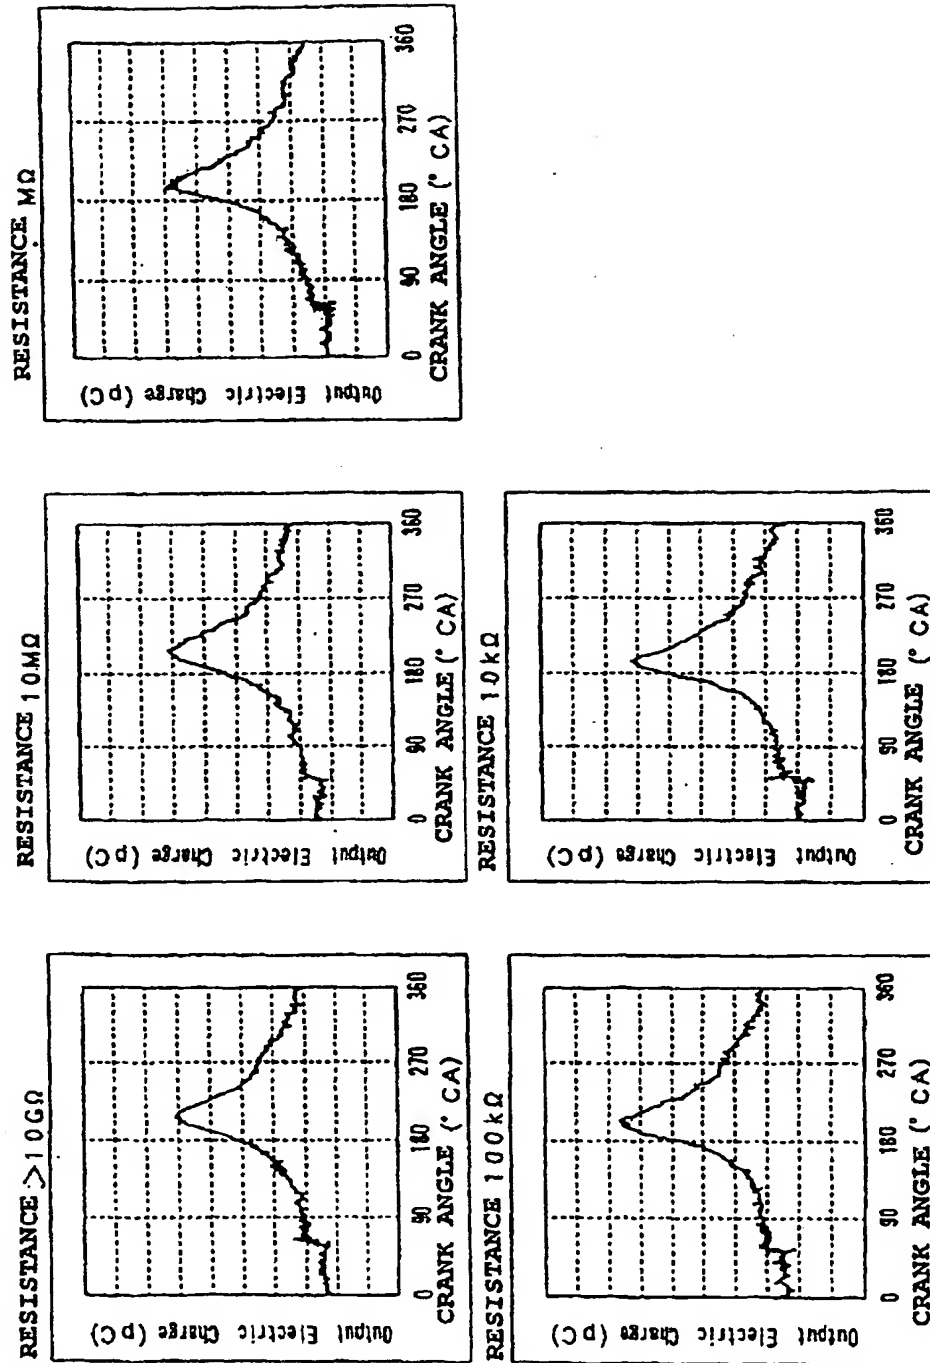 RESISTANCE >10GΩ
Output Electric Charge (pC)
0 90 180 270 360
CRANK ANGLE (° CA)
RESISTANCE 10MΩ
Output Electric Charge (pC)
0 90 180 270 360
CRANK ANGLE (° CA)
RESISTANCE MΩ
Output Electric Charge (pC)
0 90 180 270 360
CRANK ANGLE (° CA)
RESISTANCE 100kΩ
Output Electric Charge (pC)
0 90 180 270 360
CRANK ANGLE (° CA)
RESISTANCE 10kΩ
Output Electric Charge (pC)
0 90 180 270 360
CRANK ANGLE (° CA)